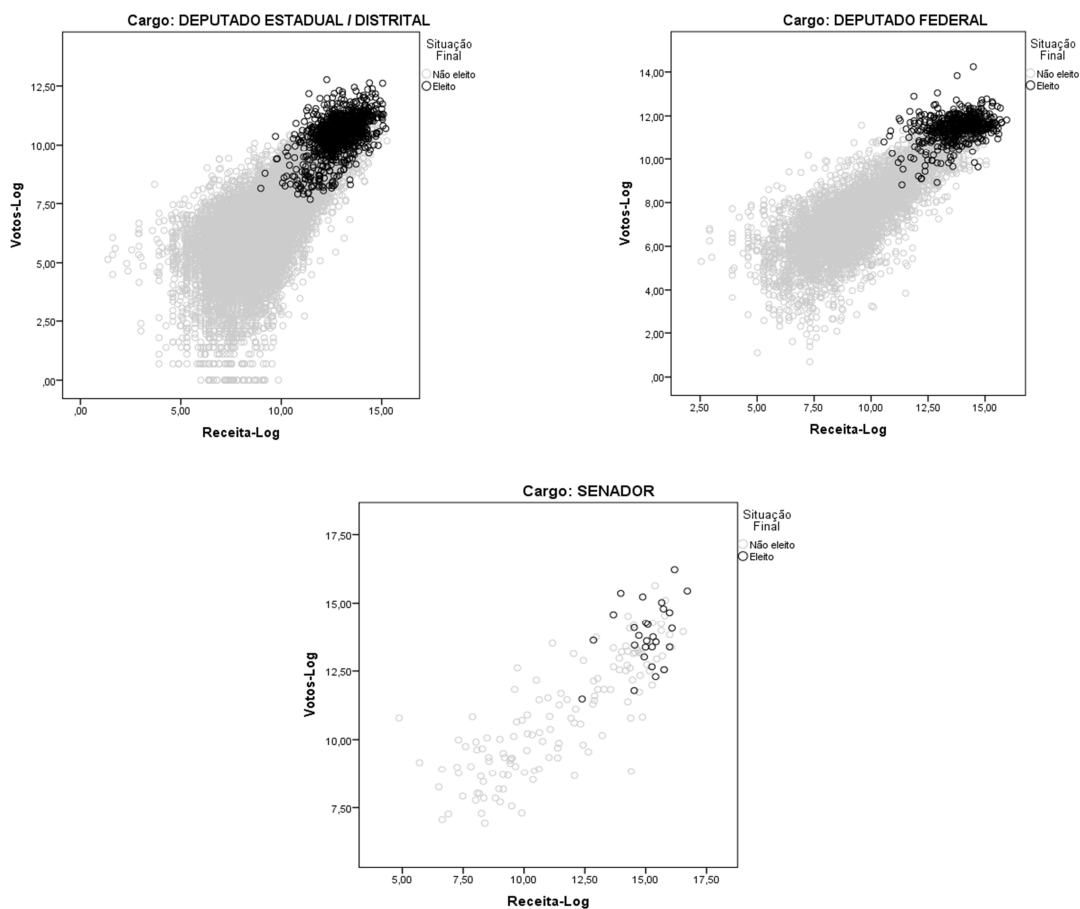 Cargo: DEPUTADO ESTADUAL / DISTRITAL
Situação
Final
Não eleito
Eleito
12,50
10,00
7,50
5,00
2,50
,00
Votos-Log
,00 5,00 10,00 15,00
Receita-Log
Cargo: DEPUTADO FEDERAL
Situação
Final
Não eleito
Eleito
14,00
12,00
10,00
8,00
6,00
4,00
2,00
,00
Votos-Log
2,50 5,00 7,50 10,00 12,50 15,00
Receita-Log
Cargo: SENADOR
Situação
Final
Não eleito
Eleito
17,50
15,00
12,50
10,00
7,50
Votos-Log
5,00 7,50 10,00 12,50 15,00 17,50
Receita-Log